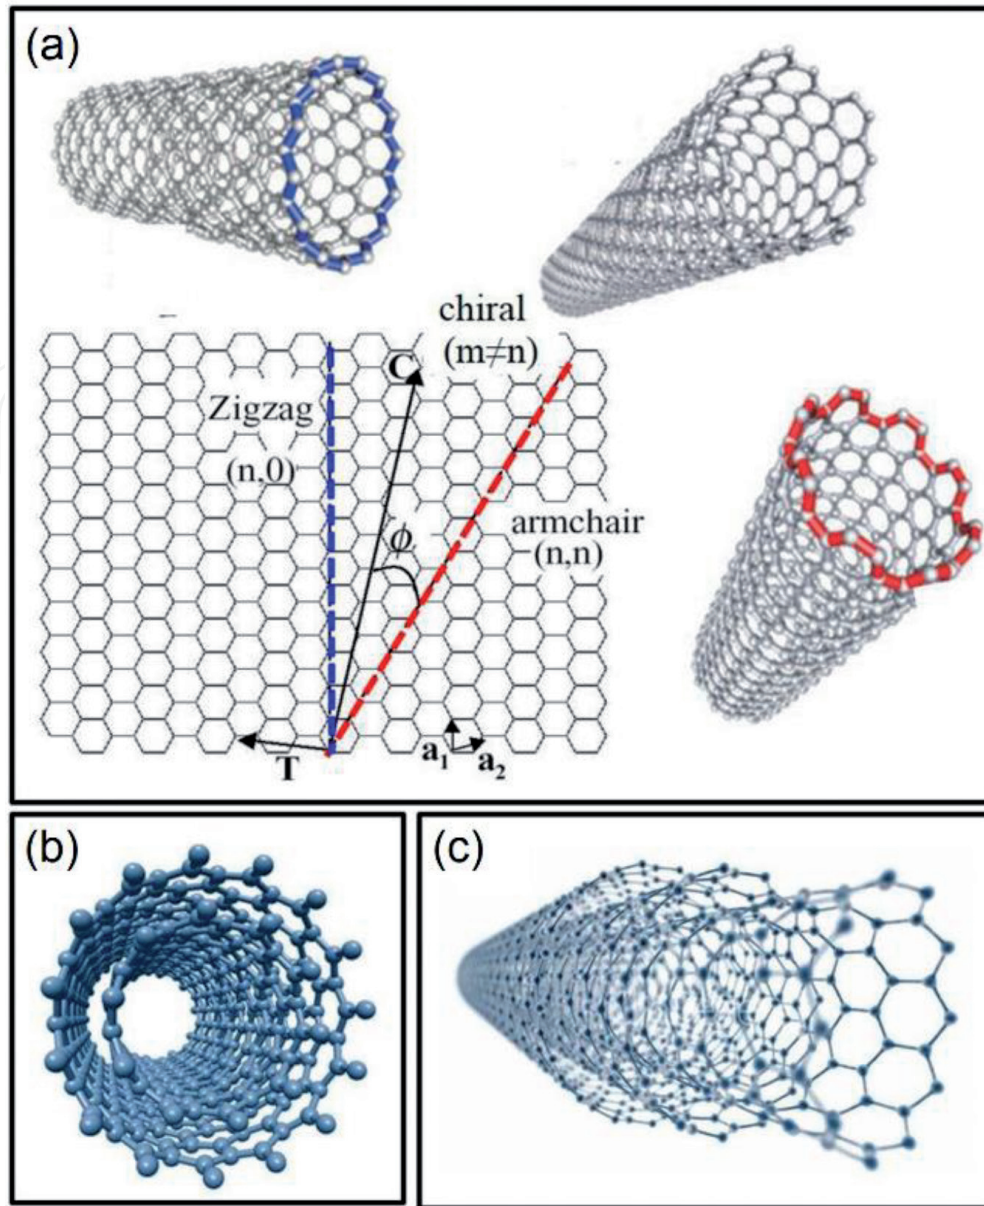 (a)
chiral
(m≠n)
C
Zigzag
(n,0)
ϕ
armchair
(n,n)
T
a₁
a₂
(b)
(c)